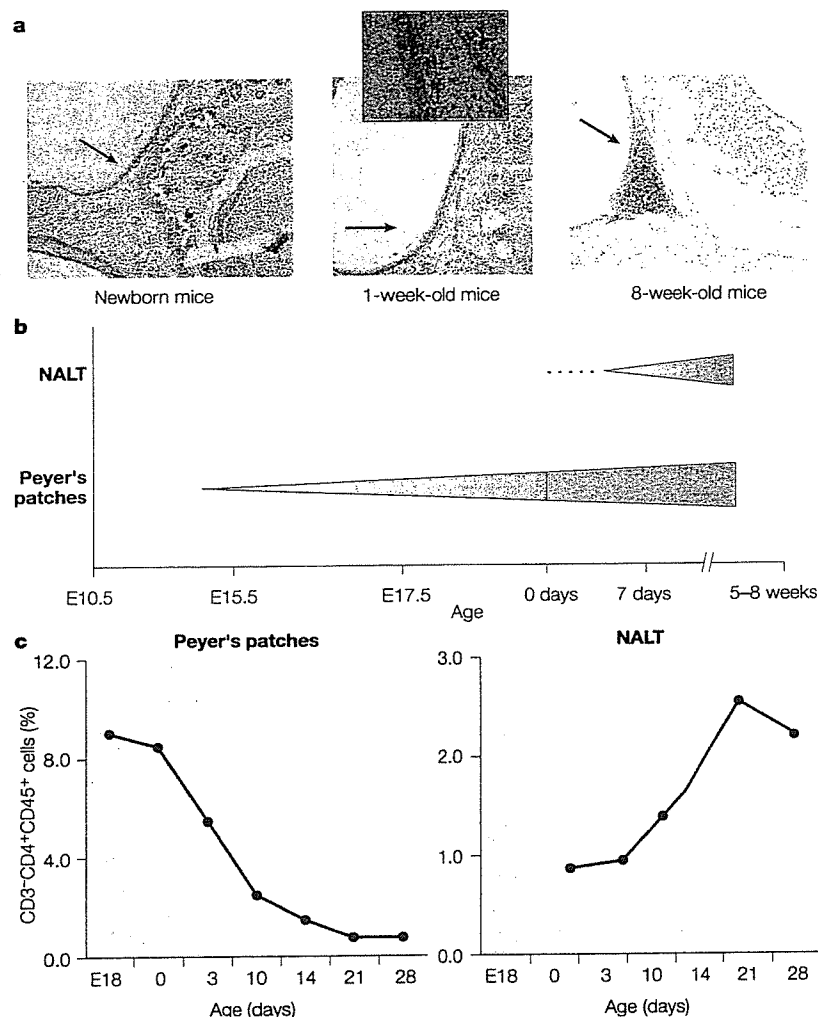 a
Newborn mice
1-week-old mice
8-week-old mice
b
NALT
Peyer's
patches
E10.5 E15.5 E17.5 0 days 7 days 5–8 weeks
Age
c
Peyer's patches
12.0
8.0
4.0
0.0
CD3⁻CD4⁺CD45⁺ cells (%)
E18 0 3 10 14 21 28
Age (days)
NALT
3.0
2.0
1.0
0.0
E18 0 3 10 14 21 28
Age (days)